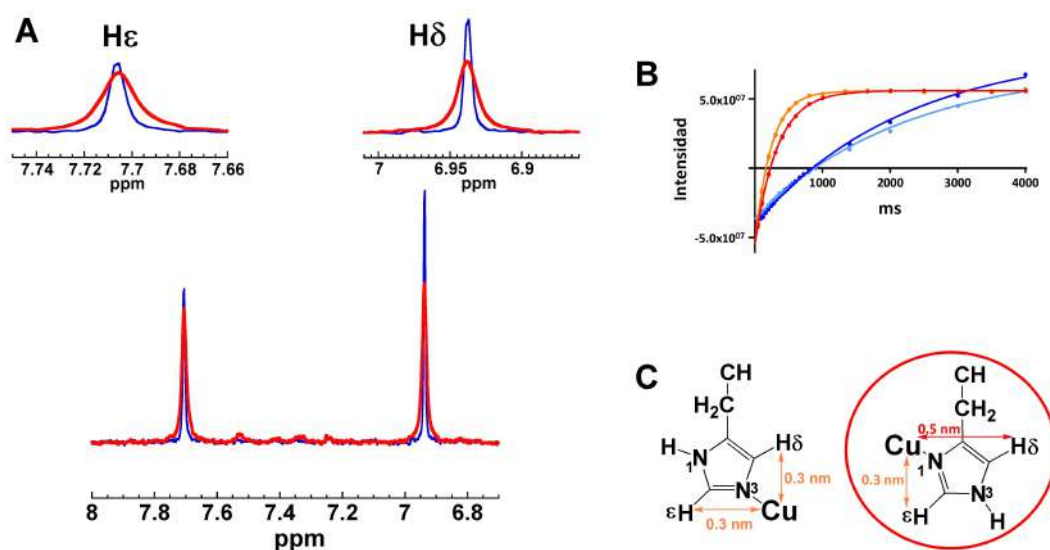 A
Hε
Hδ
7.74 7.72 7.7 7.68 7.66
ppm
7 6.95 6.9
ppm
8 7.8 7.6 7.4 7.2 7 6.8
ppm
B
Intensidad
5.0x10⁰⁷
-5.0x10⁰⁷
1000 2000 3000 4000
ms
C
CH
H₂C
H
N
1
Hδ
N
3
0.3 nm
εH
Cu
0.3 nm
CH
CH₂
0.5 nm
Cu
Hδ
N
1
0.3 nm
N
3
εH
H